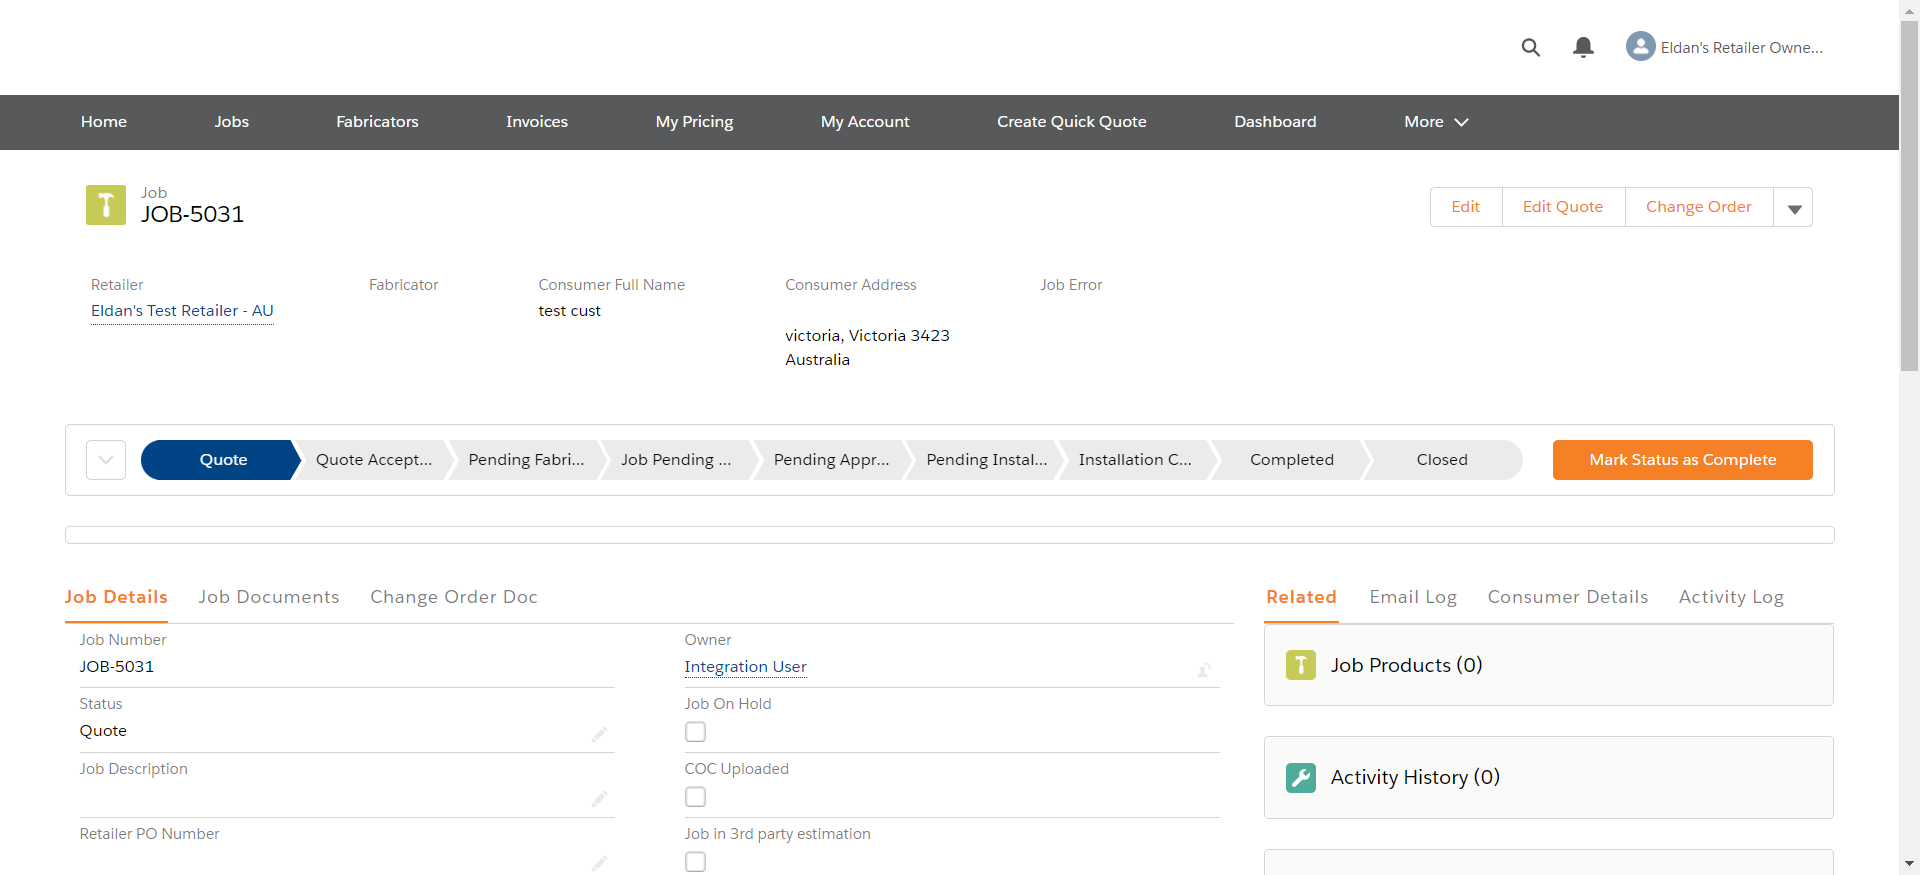 Eldan's Retailer Owne...
Home Jobs Fabricators Invoices My Pricing My Account Create Quick Quote Dashboard More
Job
JOB-5031
Edit Edit Quote Change Order
Retailer Fabricator Consumer Full Name Consumer Address Job Error
Eldan's Test Retailer - AU test cust
victoria, Victoria 3423
Australia
Quote Quote Accept... Pending Fabri... Job Pending ... Pending Appr... Pending Instal... Installation C... Completed Closed Mark Status as Complete
Job Details Job Documents Change Order Doc
Job Number Owner
JOB-5031 Integration User
Status Job On Hold
Quote
Job Description COC Uploaded
Retailer PO Number Job in 3rd party estimation
Related Email Log Consumer Details Activity Log
Job Products (0)
Activity History (0)